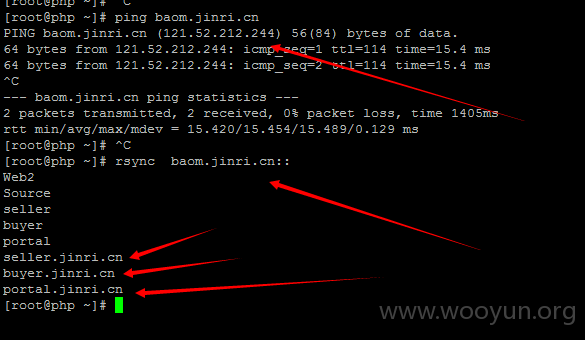 [root@php ~]# ^C
[root@php ~]# ping baom.jinri.cn
PING baom.jinri.cn (121.52.212.244) 56(84) bytes of data.
64 bytes from 121.52.212.244: icmp_seq=1 ttl=114 time=15.4 ms
64 bytes from 121.52.212.244: icmp_seq=2 ttl=114 time=15.4 ms
^C
--- baom.jinri.cn ping statistics ---
2 packets transmitted, 2 received, 0% packet loss, time 1405ms
rtt min/avg/max/mdev = 15.420/15.454/15.489/0.129 ms
[root@php ~]# ^C
[root@php ~]# rsync  baom.jinri.cn::
Web2
Source
seller
buyer
portal
seller.jinri.cn
buyer.jinri.cn
portal.jinri.cn
[root@php ~]#
www.wooyun.org